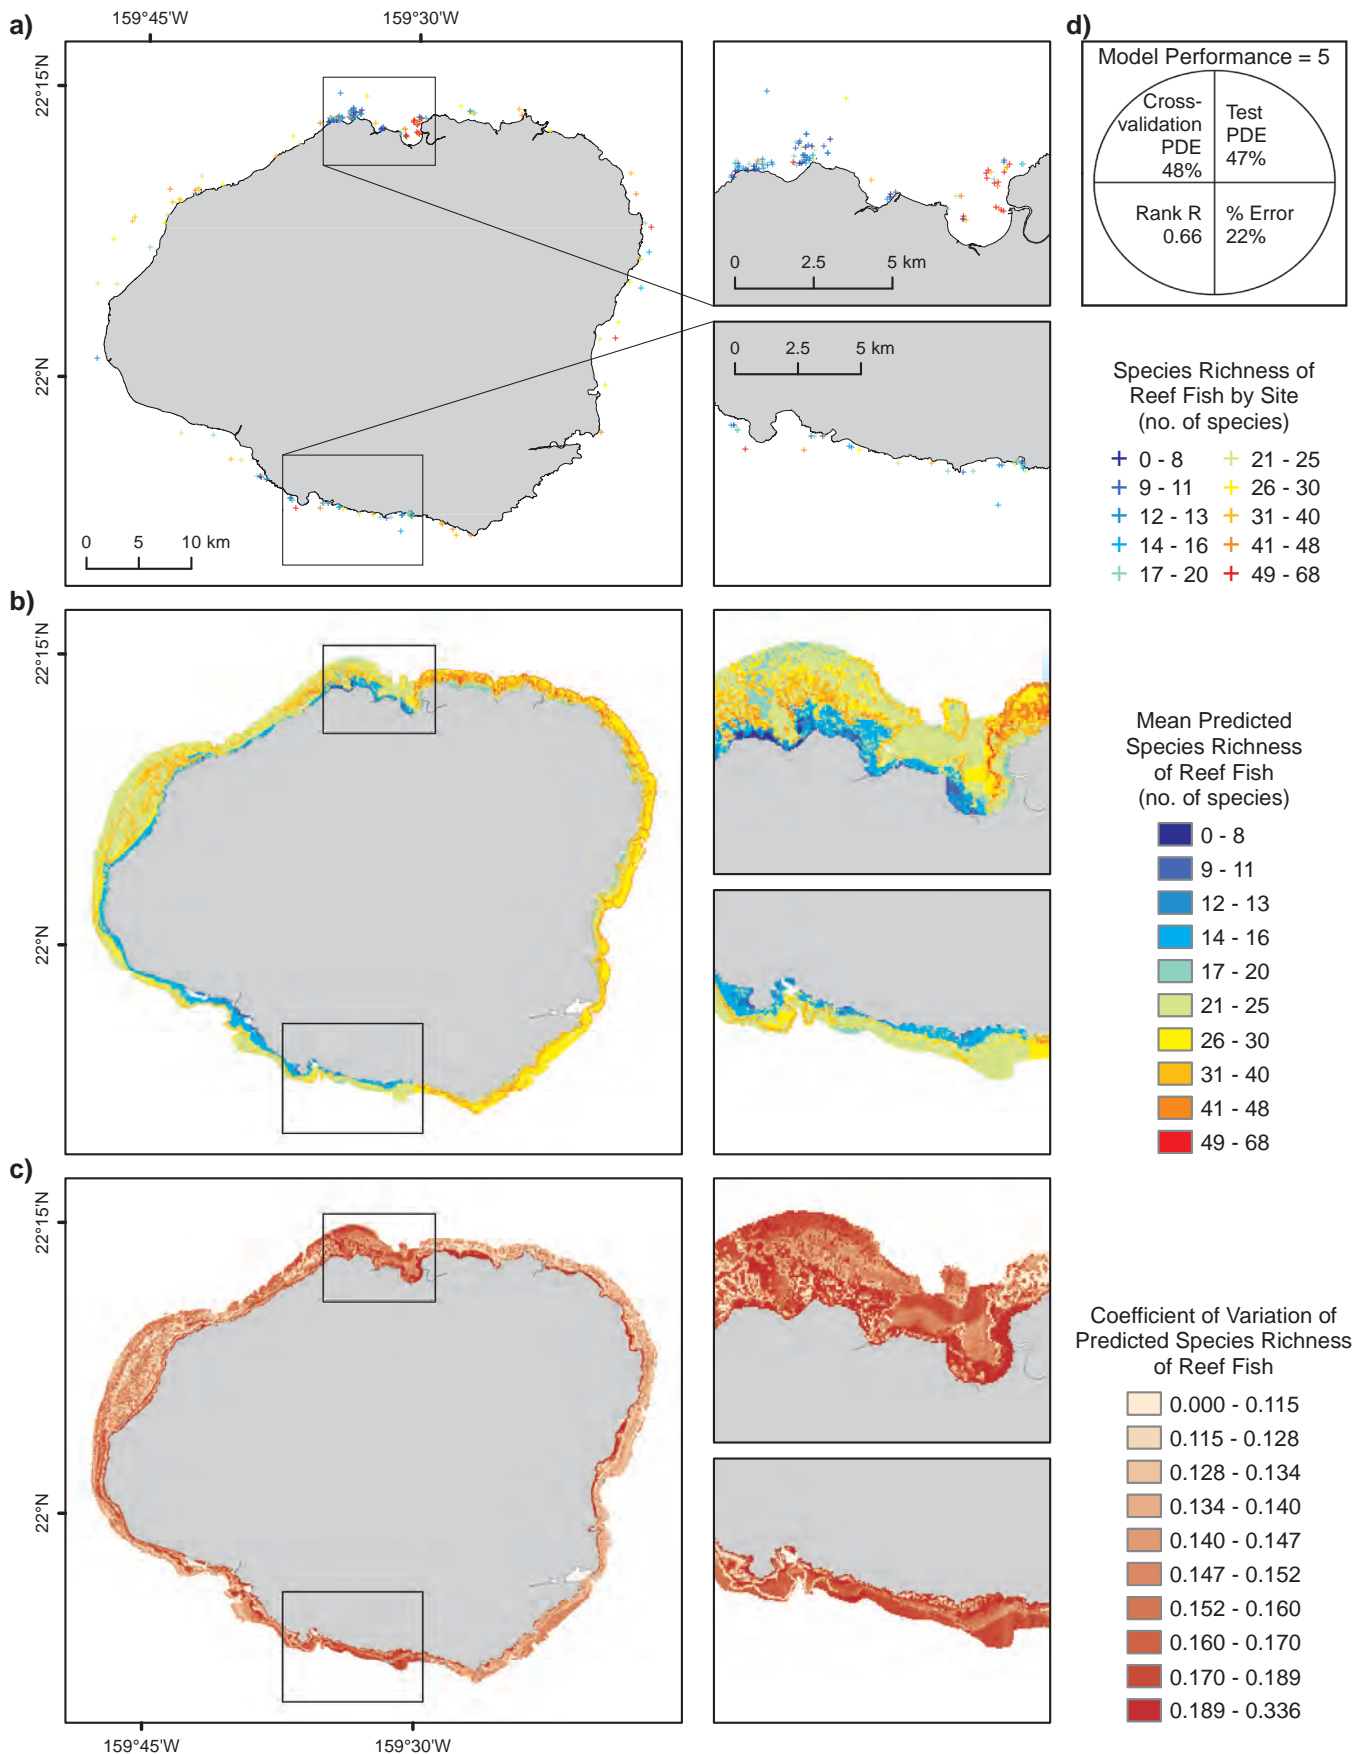 a)
159°45'W
159°30'W
22°15'N
22°N
0 5 10 km
0 2.5 5 km
0 2.5 5 km
d)
Model Performance = 5
Cross-
validation
PDE
48%
Test
PDE
47%
Rank R
0.66
% Error
22%
Species Richness of
Reef Fish by Site
(no. of species)
0 - 8
9 - 11
12 - 13
14 - 16
17 - 20
21 - 25
26 - 30
31 - 40
41 - 48
49 - 68
b)
22°15'N
22°N
Mean Predicted
Species Richness
of Reef Fish
(no. of species)
0 - 8
9 - 11
12 - 13
14 - 16
17 - 20
21 - 25
26 - 30
31 - 40
41 - 48
49 - 68
c)
22°15'N
22°N
159°45'W
159°30'W
Coefficient of Variation of
Predicted Species Richness
of Reef Fish
0.000 - 0.115
0.115 - 0.128
0.128 - 0.134
0.134 - 0.140
0.140 - 0.147
0.147 - 0.152
0.152 - 0.160
0.160 - 0.170
0.170 - 0.189
0.189 - 0.336